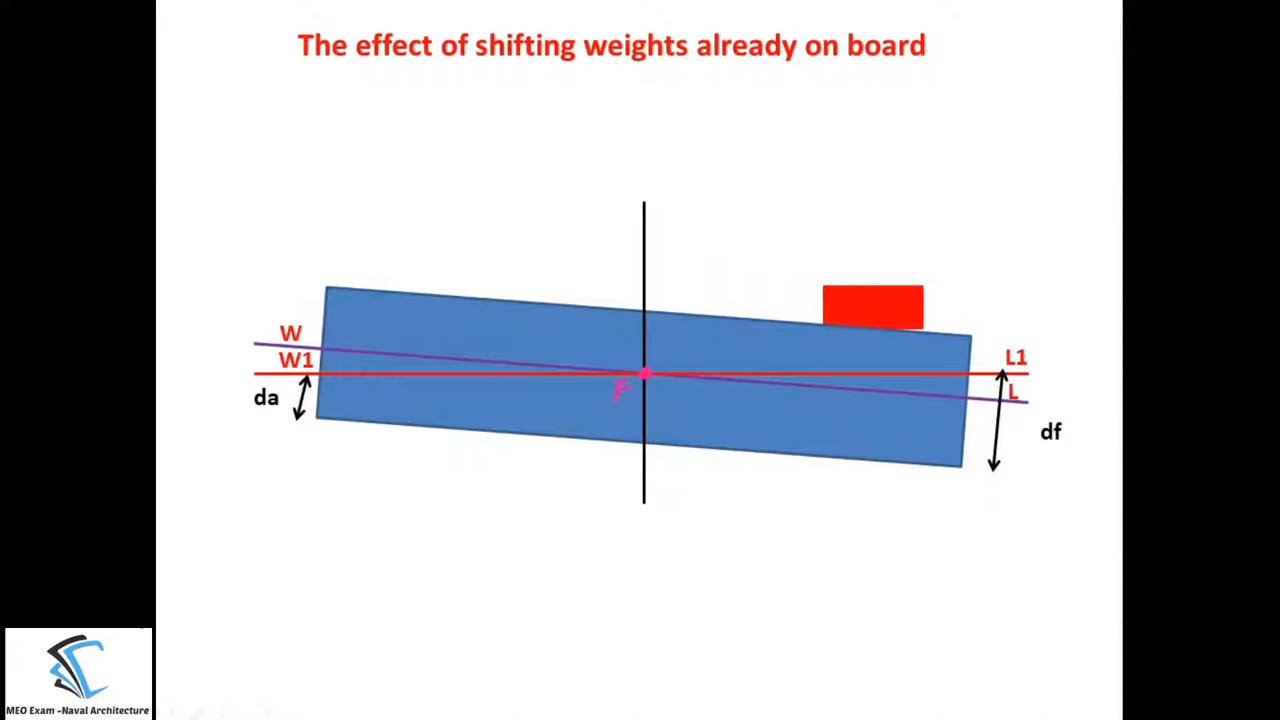 The effect of shifting weights already on board
W
W1
L1
da
F
L
df
MEO Exam -Naval Architecture